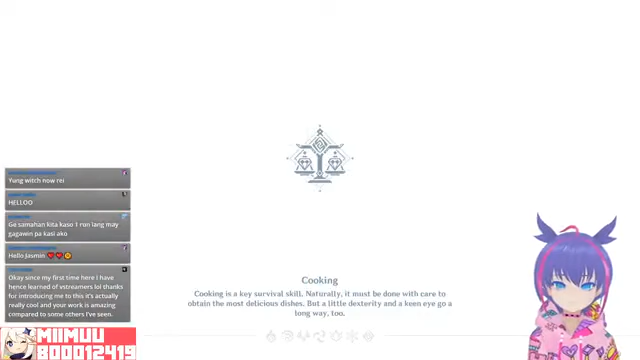 Yung witch now rei
HELLOO
Ge samahan kita kaso 1 run lang may
gagawin pa kasi ako
Hello Jasmin
Okay since my first time here I have
hence learned of vstreamers lol thanks
for introducing me to this it's actually
really cool and your work is amazing
compared to some others I've seen.
Cooking
Cooking is a key survival skill. Naturally, it must be done with care to
obtain the most delicious dishes. But a little dexterity and a keen eye go a
long way, too.
MIIMUU
800012419